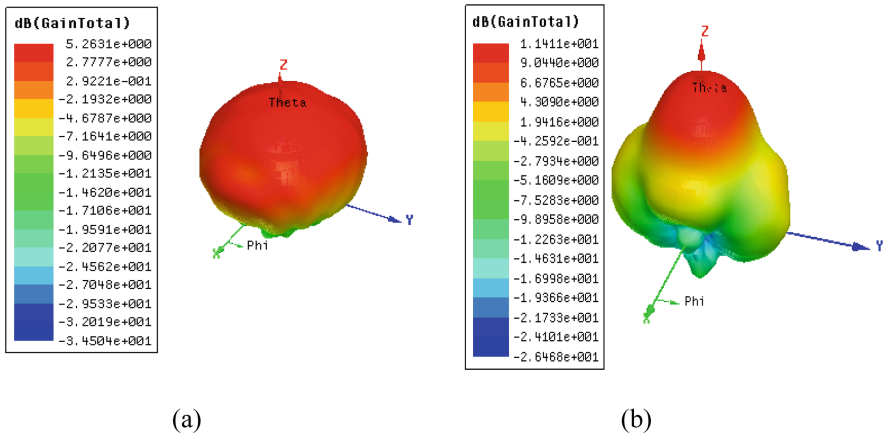 dB(GainTotal)
5.2631e+000
2.7777e+000
2.9221e-001
-2.1932e+000
-4.6787e+000
-7.1641e+000
-9.6496e+000
-1.2135e+001
-1.4620e+001
-1.7106e+001
-1.9591e+001
-2.2077e+001
-2.4562e+001
-2.7048e+001
-2.9533e+001
-3.2019e+001
-3.4504e+001
Z
Theta
Y
X
Phi
(a)
dB(GainTotal)
1.1411e+001
9.0440e+000
6.6765e+000
4.3090e+000
1.9416e+000
-4.2592e-001
-2.7934e+000
-5.1609e+000
-7.5283e+000
-9.8958e+000
-1.2263e+001
-1.4631e+001
-1.6998e+001
-1.9366e+001
-2.1733e+001
-2.4101e+001
-2.6468e+001
Z
Theta
Y
X
Phi
(b)